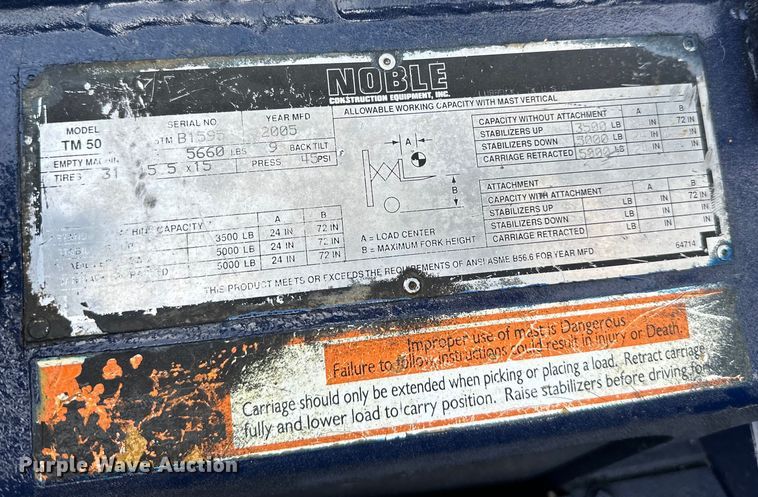 NOBLE
CONSTRUCTION EQUIPMENT, INC.
ALLOWABLE WORKING CAPACITY WITH MAST VERTICAL
MODEL SERIAL NO. YEAR MFD
TM 50 B1595 2005
EMPTY 5660 LBS 9 BACK TILT
TIRES 31 15.5 x 15 PRESS 45 PSI
CAPACITY A B
3500 LB 24 IN 72 IN
5000 LB 24 IN 72 IN
5000 LB 24 IN 72 IN
A
B
A = LOAD CENTER
B = MAXIMUM FORK HEIGHT
CAPACITY WITHOUT ATTACHMENT A B
STABILIZERS UP 3500 LB IN 72 IN
STABILIZERS DOWN 5000 LB IN 72 IN
CARRIAGE RETRACTED 5000 LB IN 72 IN
ATTACHMENT
CAPACITY WITH ATTACHMENT A B
STABILIZERS UP LB IN 72 IN
STABILIZERS DOWN LB IN 72 IN
CARRIAGE RETRACTED LB IN 72 IN
64714
THIS PRODUCT MEETS OR EXCEEDS THE REQUIREMENTS OF ANSI ASME B56.6 FOR YEAR MFD
Improper use of mast is Dangerous
Failure to follow instructions could result in injury or Death.
Carriage should only be extended when picking or placing a load. Retract carriage
fully and lower load to carry position. Raise stabilizers before driving for
Purple Wave Auction